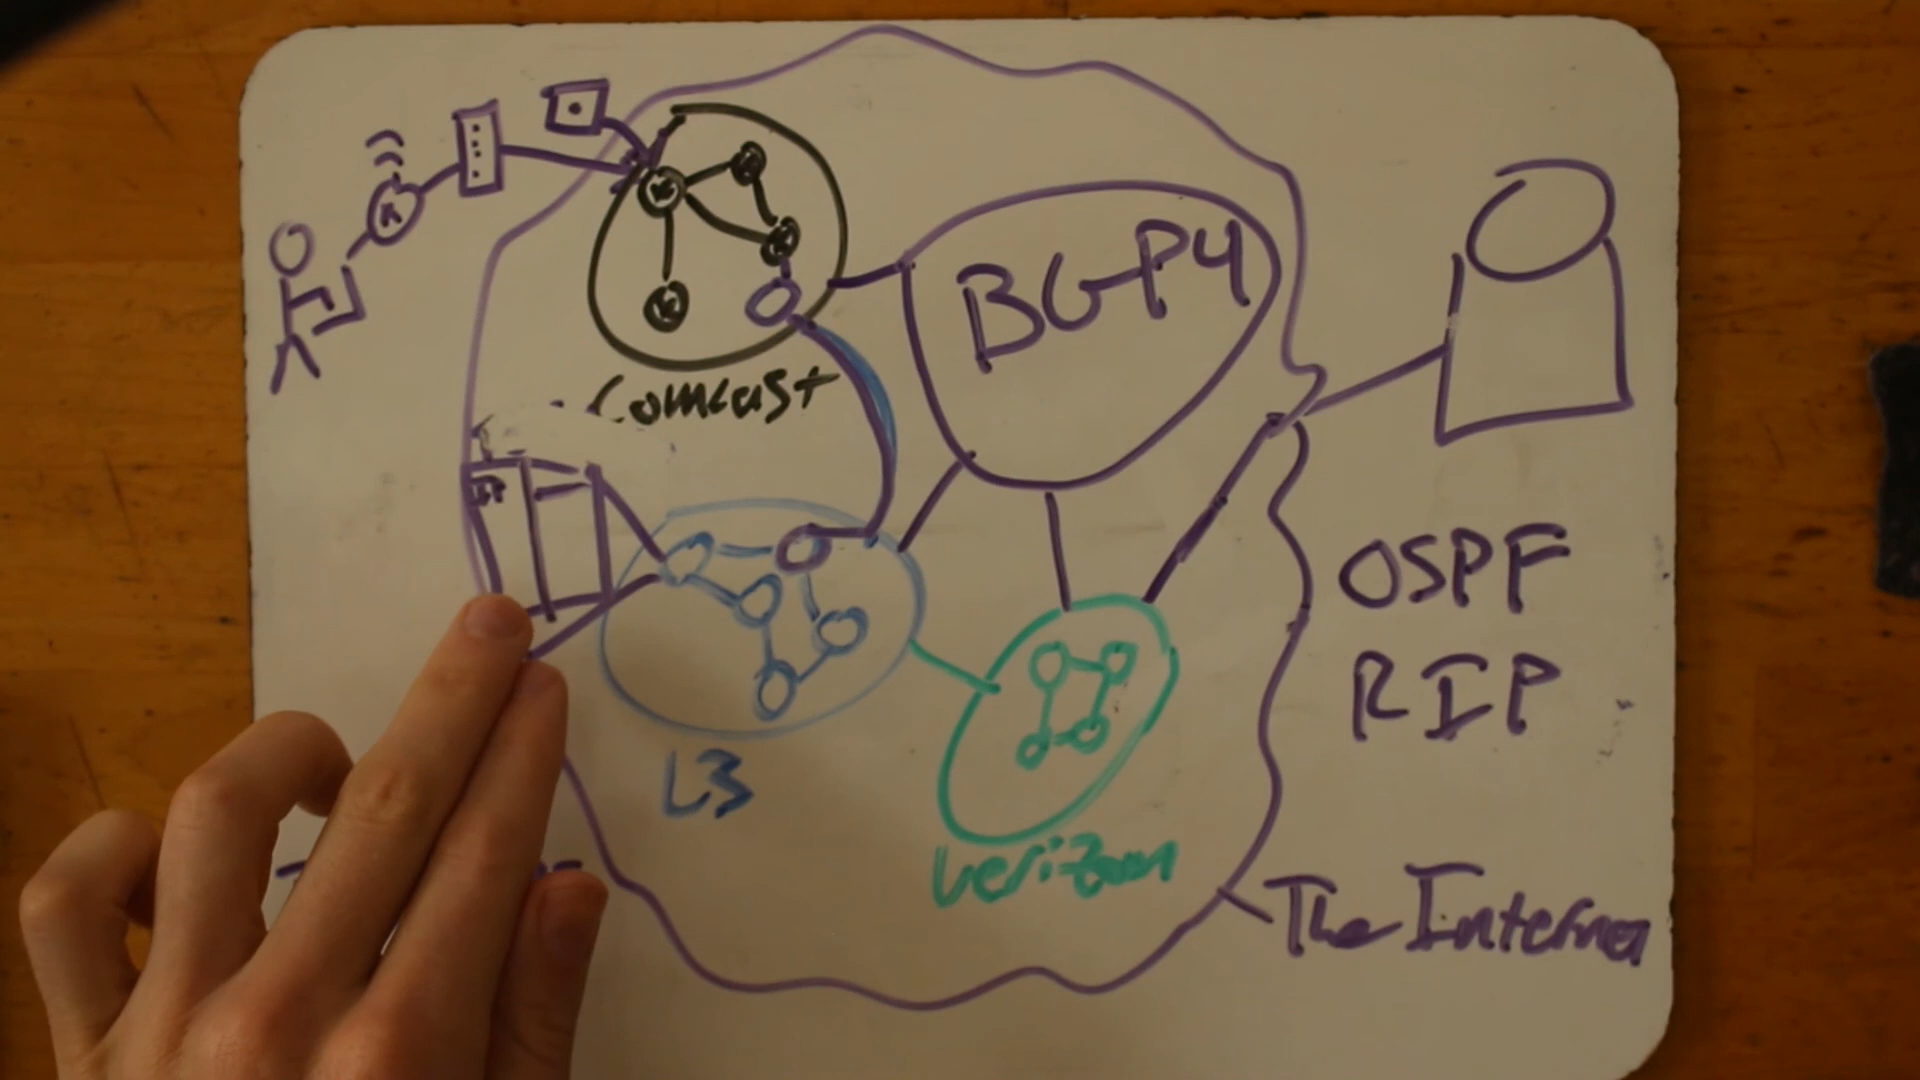 BGP4
Comcast
L3
Verizon
OSPF
RIP
The Internet